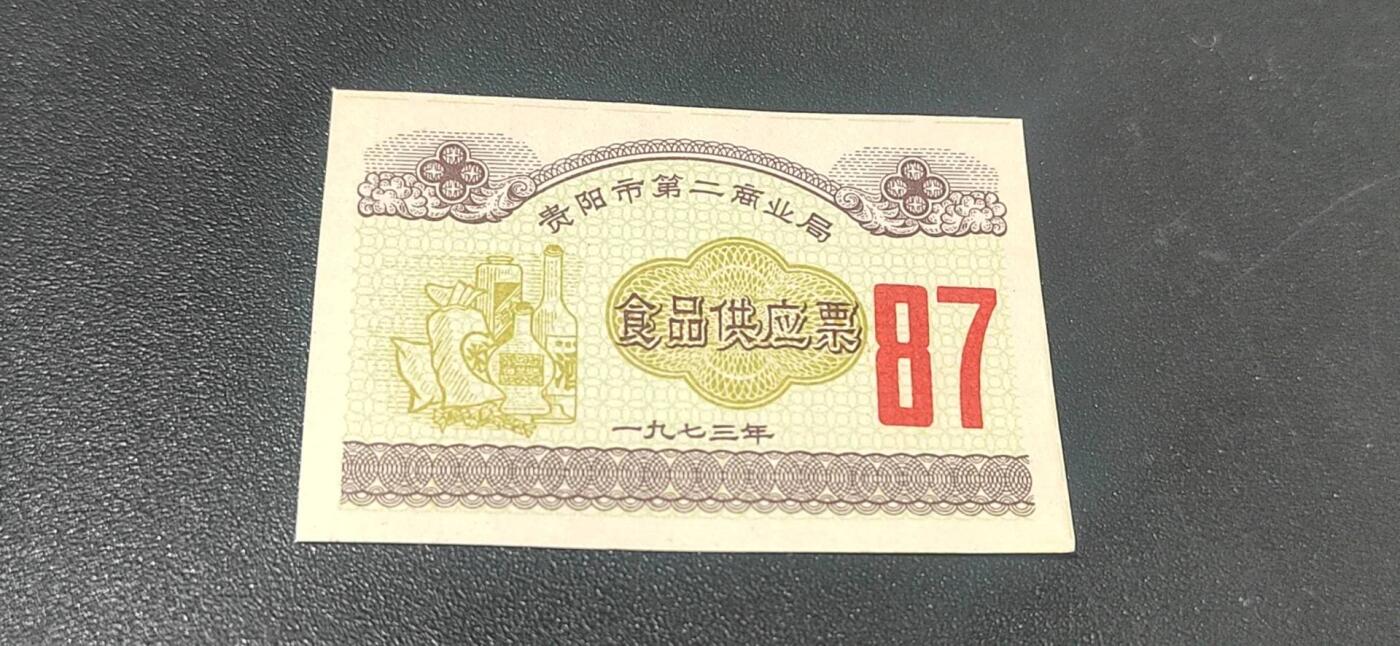 贵阳市第二商业局
食品供应票
87
一九七三年